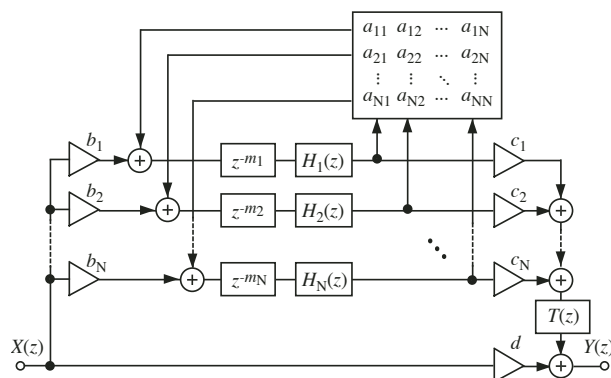 a₁₁ a₁₂ ... a₁N
a₂₁ a₂₂ ... a₂N
⋮ ⋮ ⋱ ⋮
aN₁ aN₂ ... aNN
b₁ z⁻ᵐ¹ H₁(z) c₁
b₂ z⁻ᵐ² H₂(z) c₂
bN z⁻ᵐN HN(z) cN
T(z)
X(z) d Y(z)